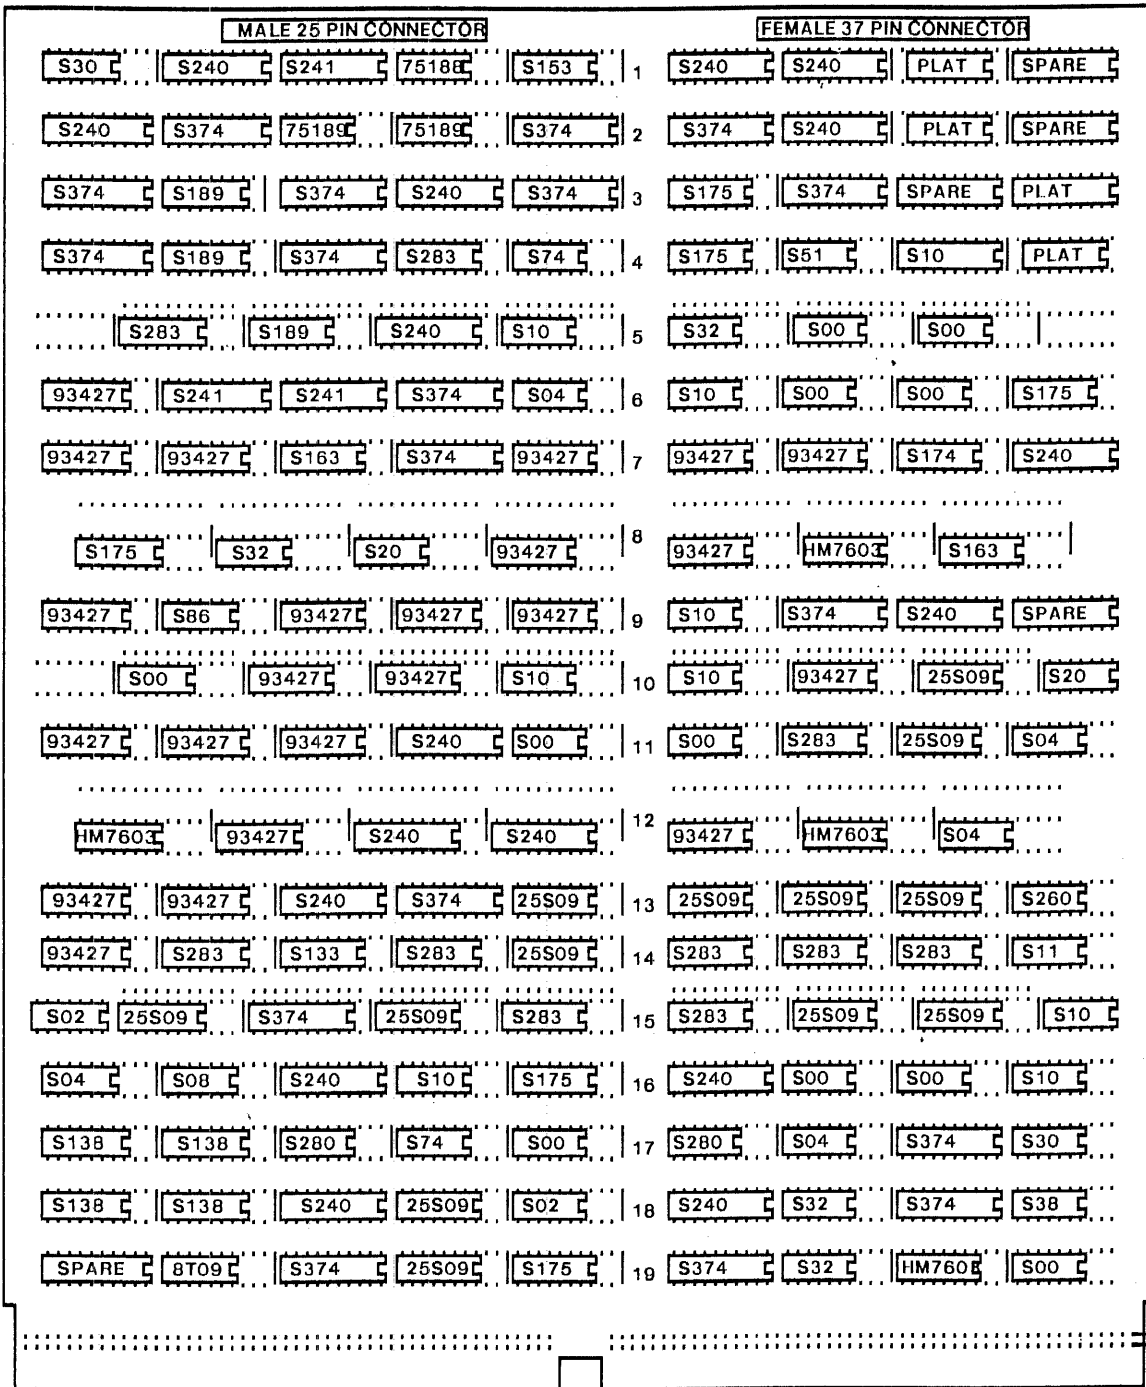 MALE 25 PIN CONNECTOR FEMALE 37 PIN CONNECTOR
S30 S240 S241 75188 S153 1 S240 S240 PLAT SPARE
S240 S374 75189 75189 S374 2 S374 S240 PLAT SPARE
S374 S189 S374 S240 S374 3 S175 S374 SPARE PLAT
S374 S189 S374 S283 S74 4 S175 S51 S10 PLAT
S283 S189 S240 S10 5 S32 S00 S00
93427 S241 S241 S374 S04 6 S10 S00 S00 S175
93427 93427 S163 S374 93427 7 93427 93427 S174 S240
S175 S32 S20 93427 8 93427 HM7603 S163
93427 S86 93427 93427 93427 9 S10 S374 S240 SPARE
S00 93427 93427 S10 10 S10 93427 25S09 S20
93427 93427 93427 S240 S00 11 S00 S283 25S09 S04
HM7603 93427 S240 S240 12 93427 HM7603 S04
93427 93427 S240 S374 25S09 13 25S09 25S09 25S09 S260
93427 S283 S133 S283 25S09 14 S283 S283 S283 S11
S02 25S09 S374 25S09 S283 15 S283 25S09 25S09 S10
S04 S08 S240 S10 S175 16 S240 S00 S00 S10
S138 S138 S280 S74 S00 17 S280 S04 S374 S30
S138 S138 S240 25S09 S02 18 S240 S32 S374 S38
SPARE 8T09 S374 25S09 S175 19 S374 S32 S00